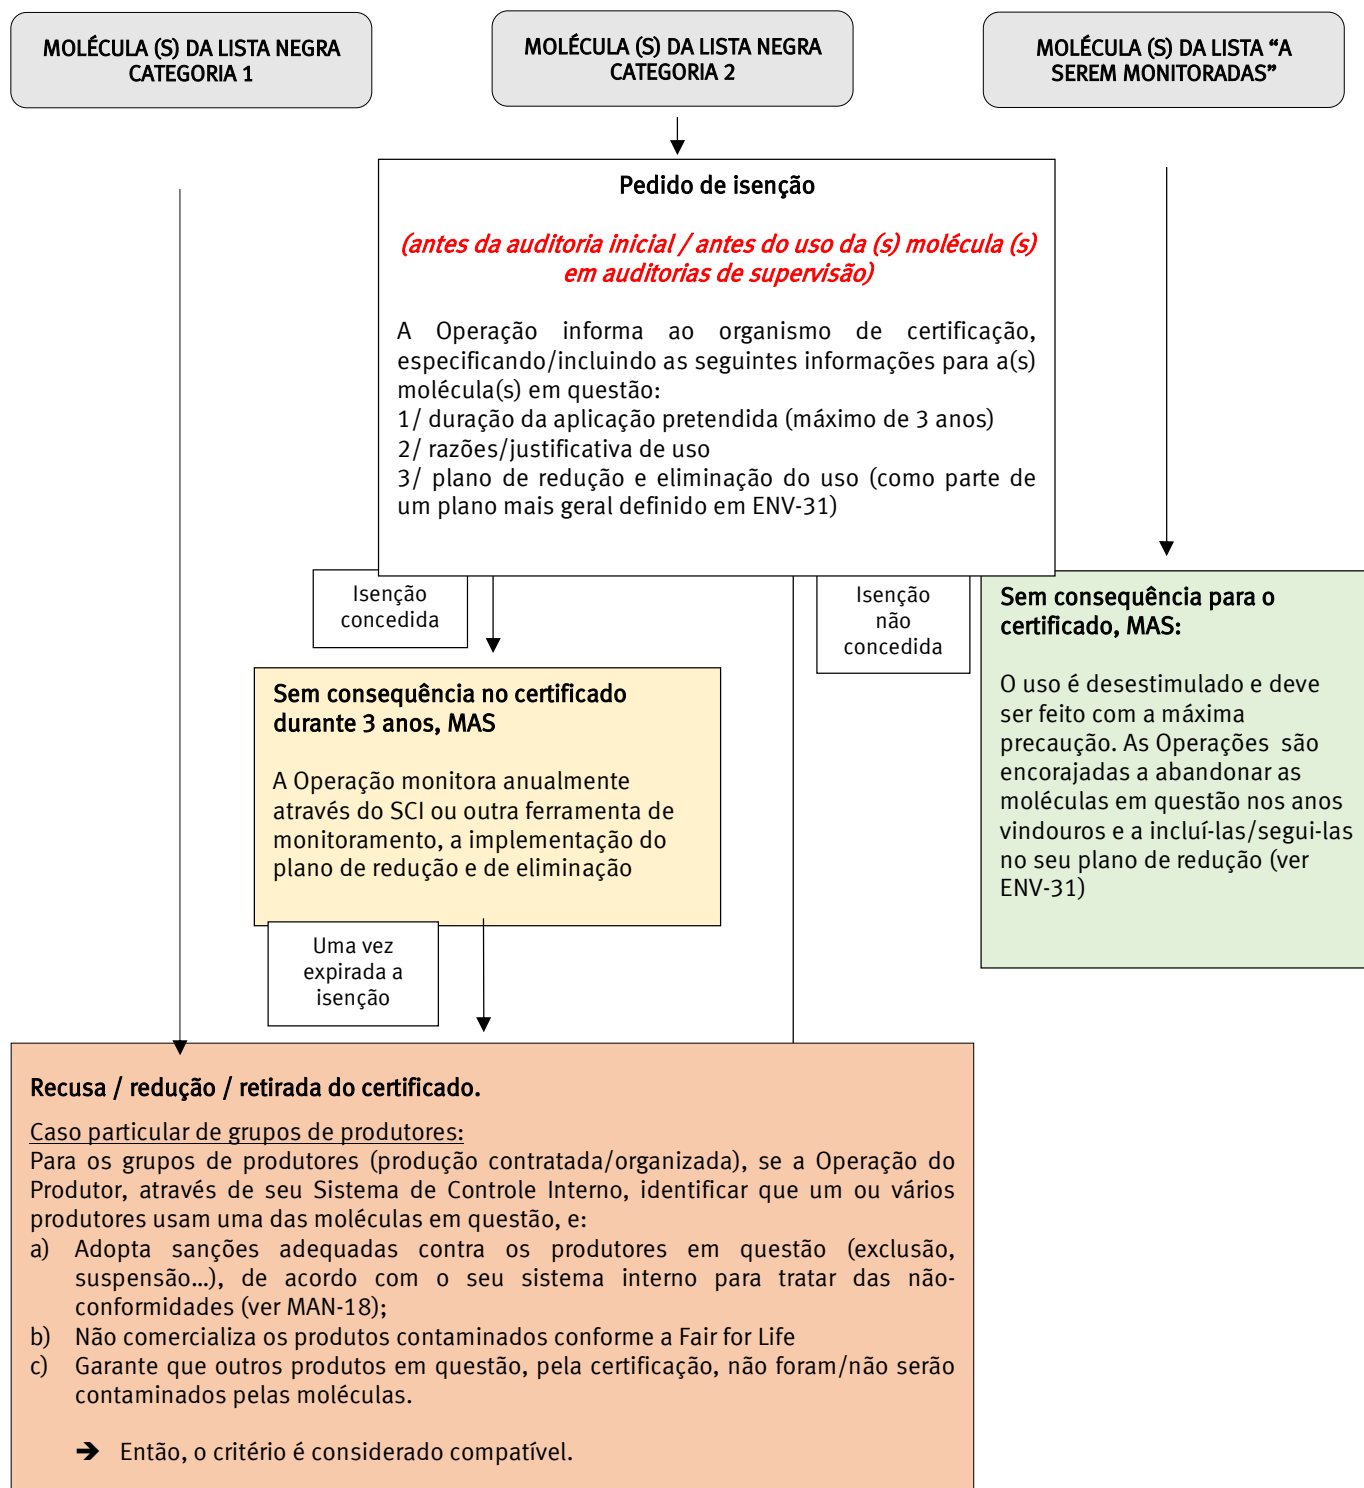 MOLÉCULA (S) DA LISTA NEGRA
CATEGORIA 1
MOLÉCULA (S) DA LISTA NEGRA
CATEGORIA 2
MOLÉCULA (S) DA LISTA “A
SEREM MONITORADAS”
Pedido de isenção
(antes da auditoria inicial / antes do uso da (s) molécula (s)
em auditorias de supervisão)
A Operação informa ao organismo de certificação,
especificando/incluindo as seguintes informações para a(s)
molécula(s) em questão:
1/ duração da aplicação pretendida (máximo de 3 anos)
2/ razões/justificativa de uso
3/ plano de redução e eliminação do uso (como parte de
um plano mais geral definido em ENV-31)
Isenção
concedida
Isenção
não
concedida
Sem consequência para o
certificado, MAS:
O uso é desestimulado e deve
ser feito com a máxima
precaução. As Operações são
encorajadas a abandonar as
moléculas em questão nos anos
vindouros e a incluí-las/segui-las
no seu plano de redução (ver
ENV-31)
Sem consequência no certificado
durante 3 anos, MAS
A Operação monitora anualmente
através do SCI ou outra ferramenta de
monitoramento, a implementação do
plano de redução e de eliminação
Uma vez
expirada a
isenção
Recusa / redução / retirada do certificado.
Caso particular de grupos de produtores:
Para os grupos de produtores (produção contratada/organizada), se a Operação do
Produtor, através de seu Sistema de Controle Interno, identificar que um ou vários
produtores usam uma das moléculas em questão, e:
a) Adopta sanções adequadas contra os produtores em questão (exclusão,
suspensão...), de acordo com o seu sistema interno para tratar das não-
conformidades (ver MAN-18);
b) Não comercializa os produtos contaminados conforme a Fair for Life
c) Garante que outros produtos em questão, pela certificação, não foram/não serão
contaminados pelas moléculas.
➔ Então, o critério é considerado compatível.